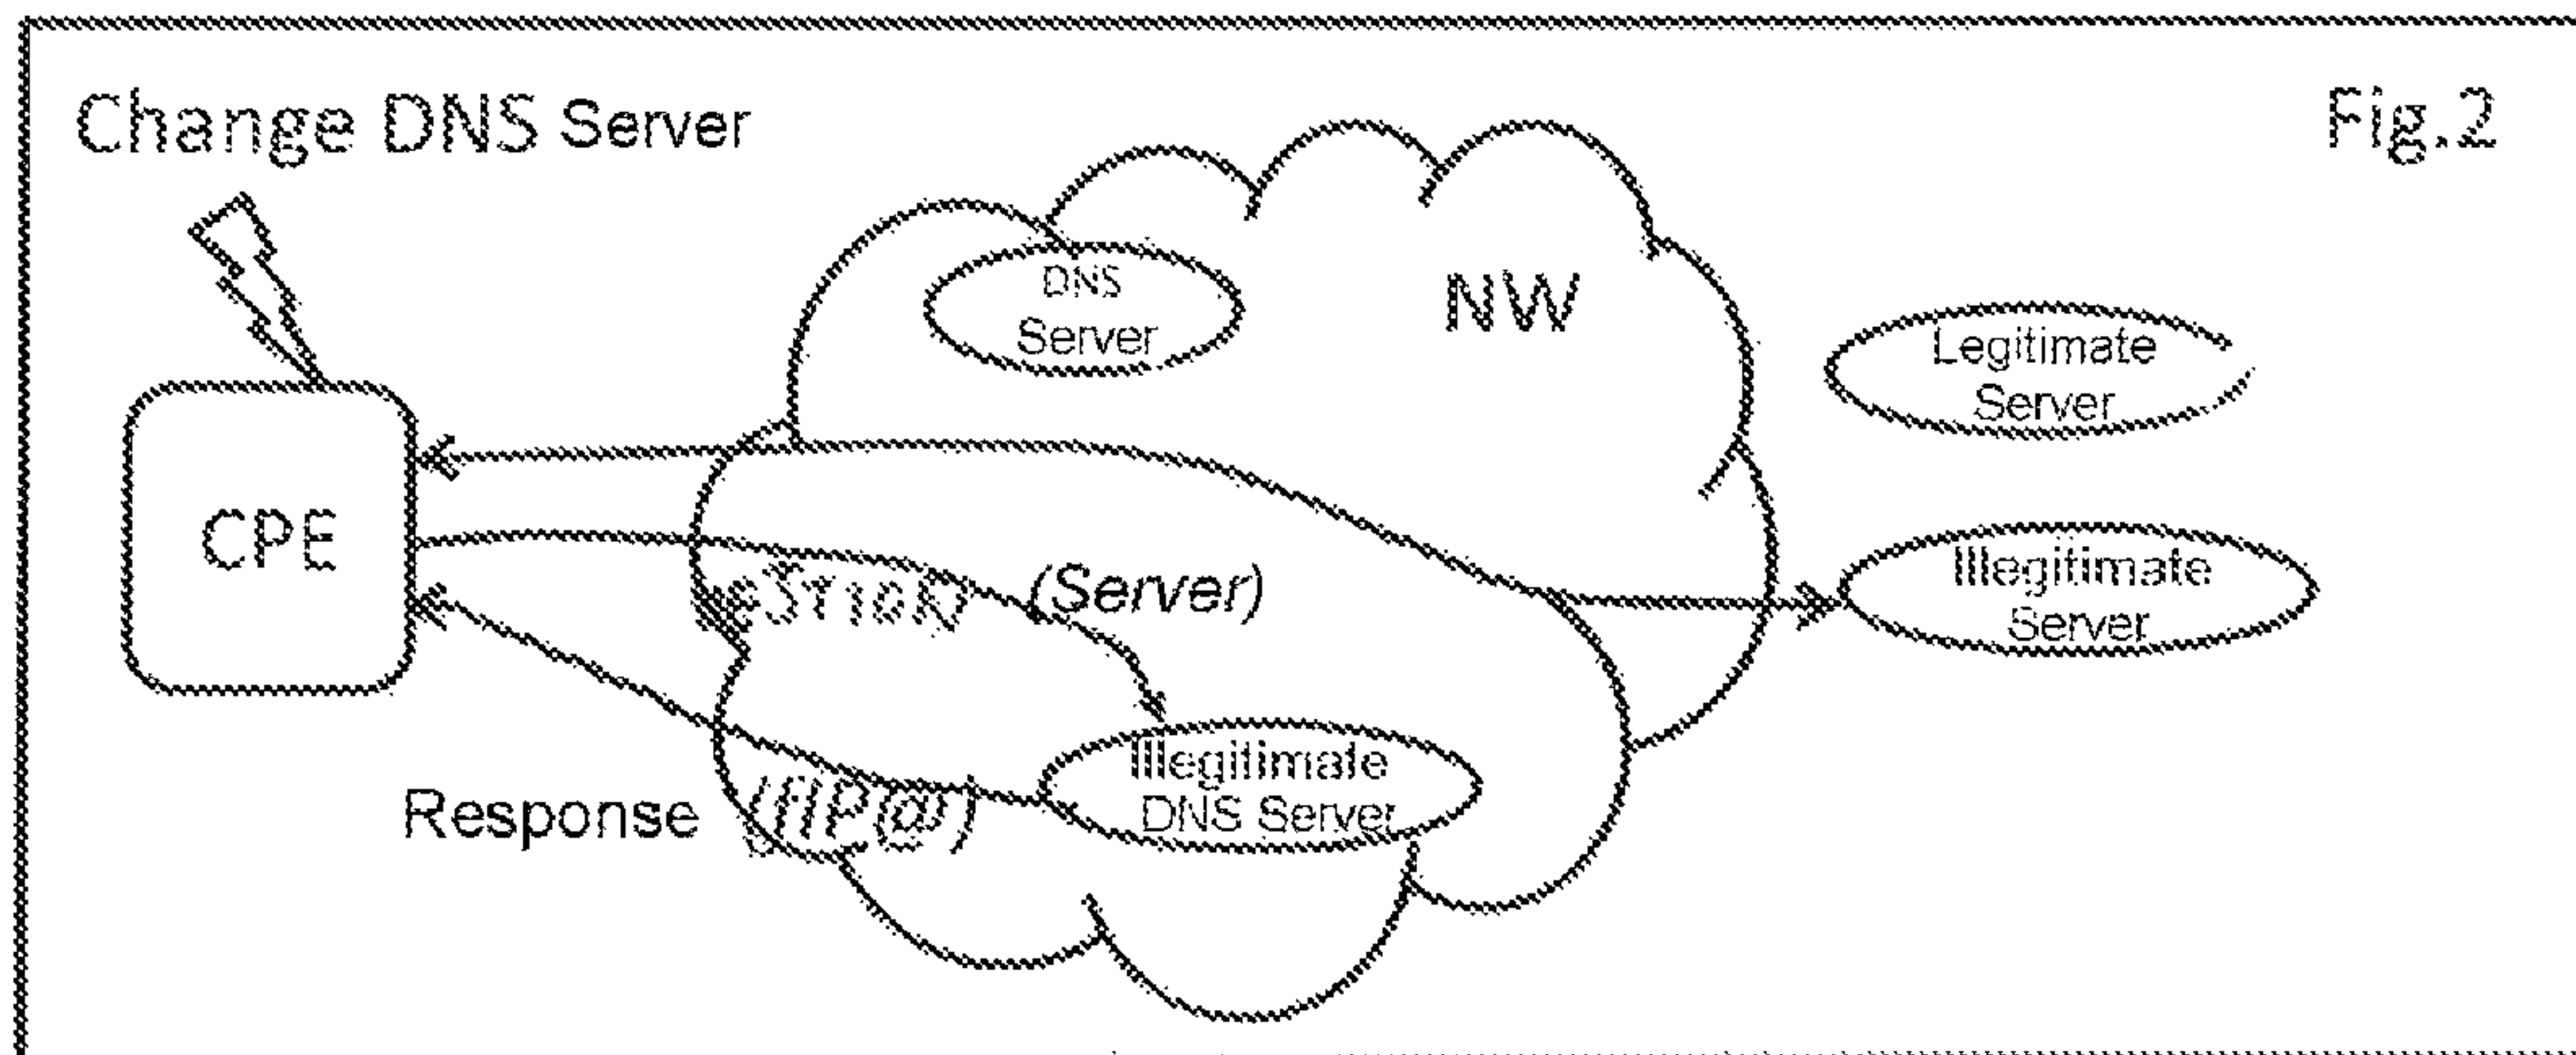 Change DNS Server
Fig.2
DNS
Server
NW
Legitimate
Server
CPE
(Server)
Illegitimate
Server
Illegitimate
DNS Server
Response